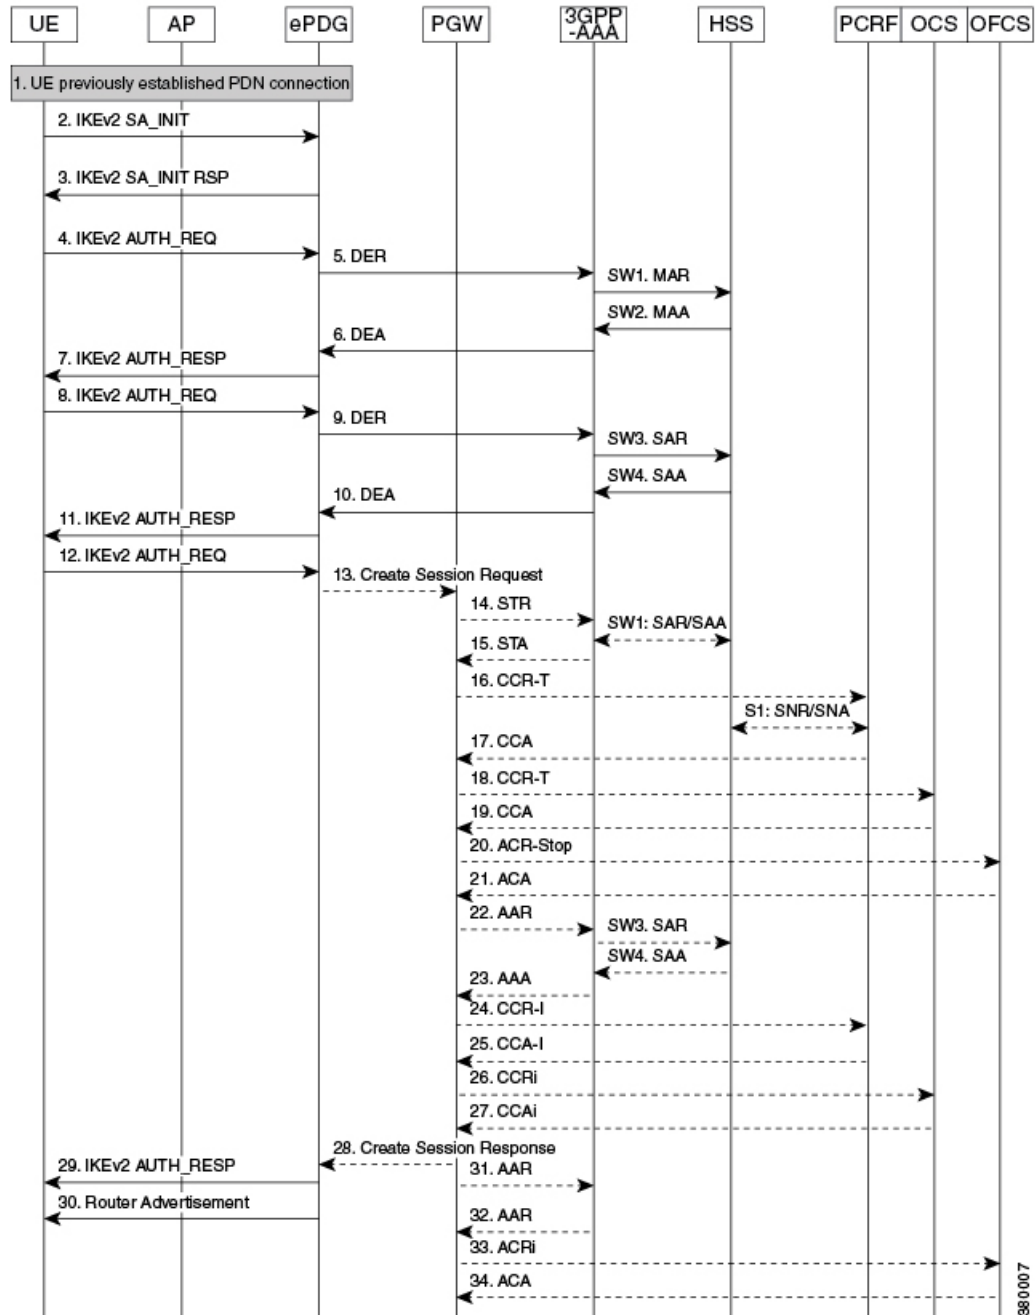 UE AP ePDG PGW 3GPP HSS PCRF OCS OFCS
-AAA
1. UE previously established PDN connection
2. IKEv2 SA_INIT
3. IKEv2 SA_INIT RSP
4. IKEv2 AUTH_REQ
5. DER
SW1. MAR
SW2. MAA
6. DEA
7. IKEv2 AUTH_RESP
8. IKEv2 AUTH_REQ
9. DER
SW3. SAR
SW4. SAA
10. DEA
11. IKEv2 AUTH_RESP
12. IKEv2 AUTH_REQ
13. Create Session Request
14. STR
SW1: SAR/SAA
15. STA
16. CCR-T
S1: SNR/SNA
17. CCA
18. CCR-T
19. CCA
20. ACR-Stop
21. ACA
22. AAR
SW3. SAR
SW4. SAA
23. AAA
24. CCR-I
25. CCA-I
26. CCRi
27. CCAi
28. Create Session Response
29. IKEv2 AUTH_RESP
31. AAR
30. Router Advertisement
32. AAR
33. ACRi
34. ACA
380007